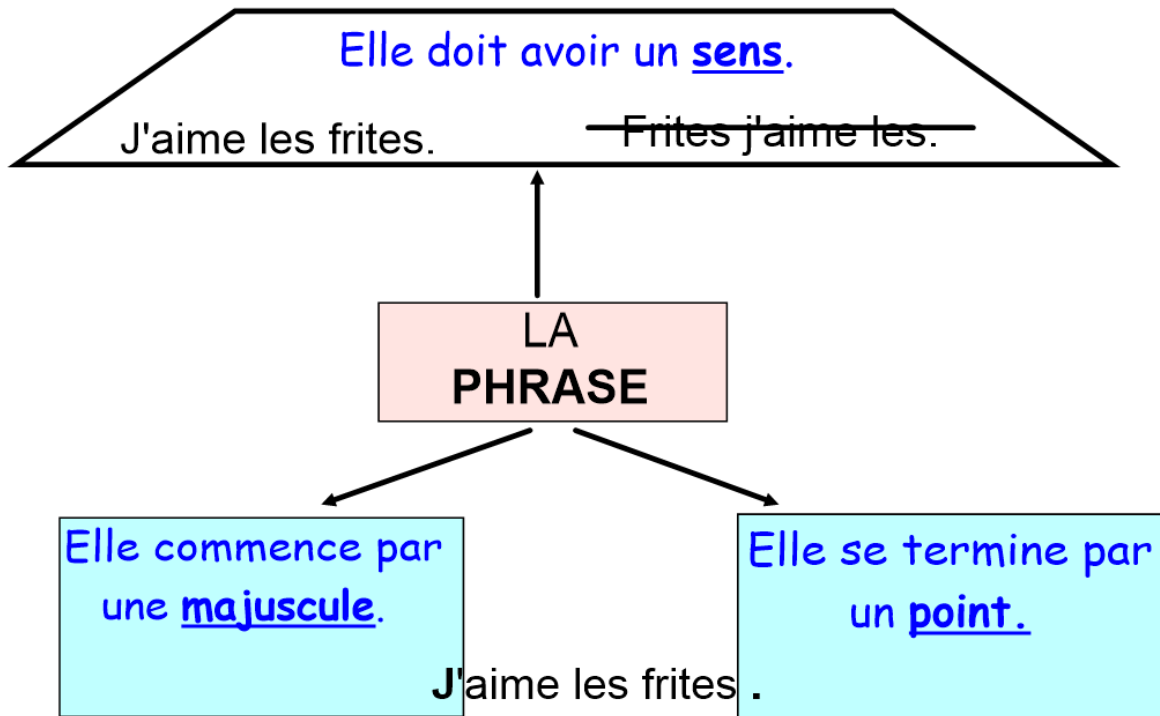 Elle doit avoir un sens.
J'aime les frites. Frites j'aime les.
LA
PHRASE
Elle commence par
une majuscule.
Elle se termine par
un point.
J'aime les frites .